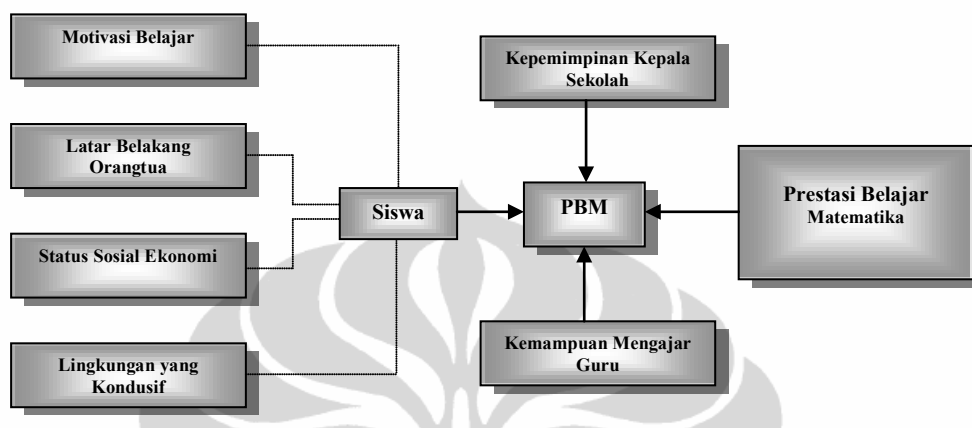 Motivasi Belajar
Latar Belakang
Orangtua
Status Sosial Ekonomi
Lingkungan yang
Kondusif
Siswa
Kepemimpinan Kepala
Sekolah
PBM
Kemampuan Mengajar
Guru
Prestasi Belajar
Matematika